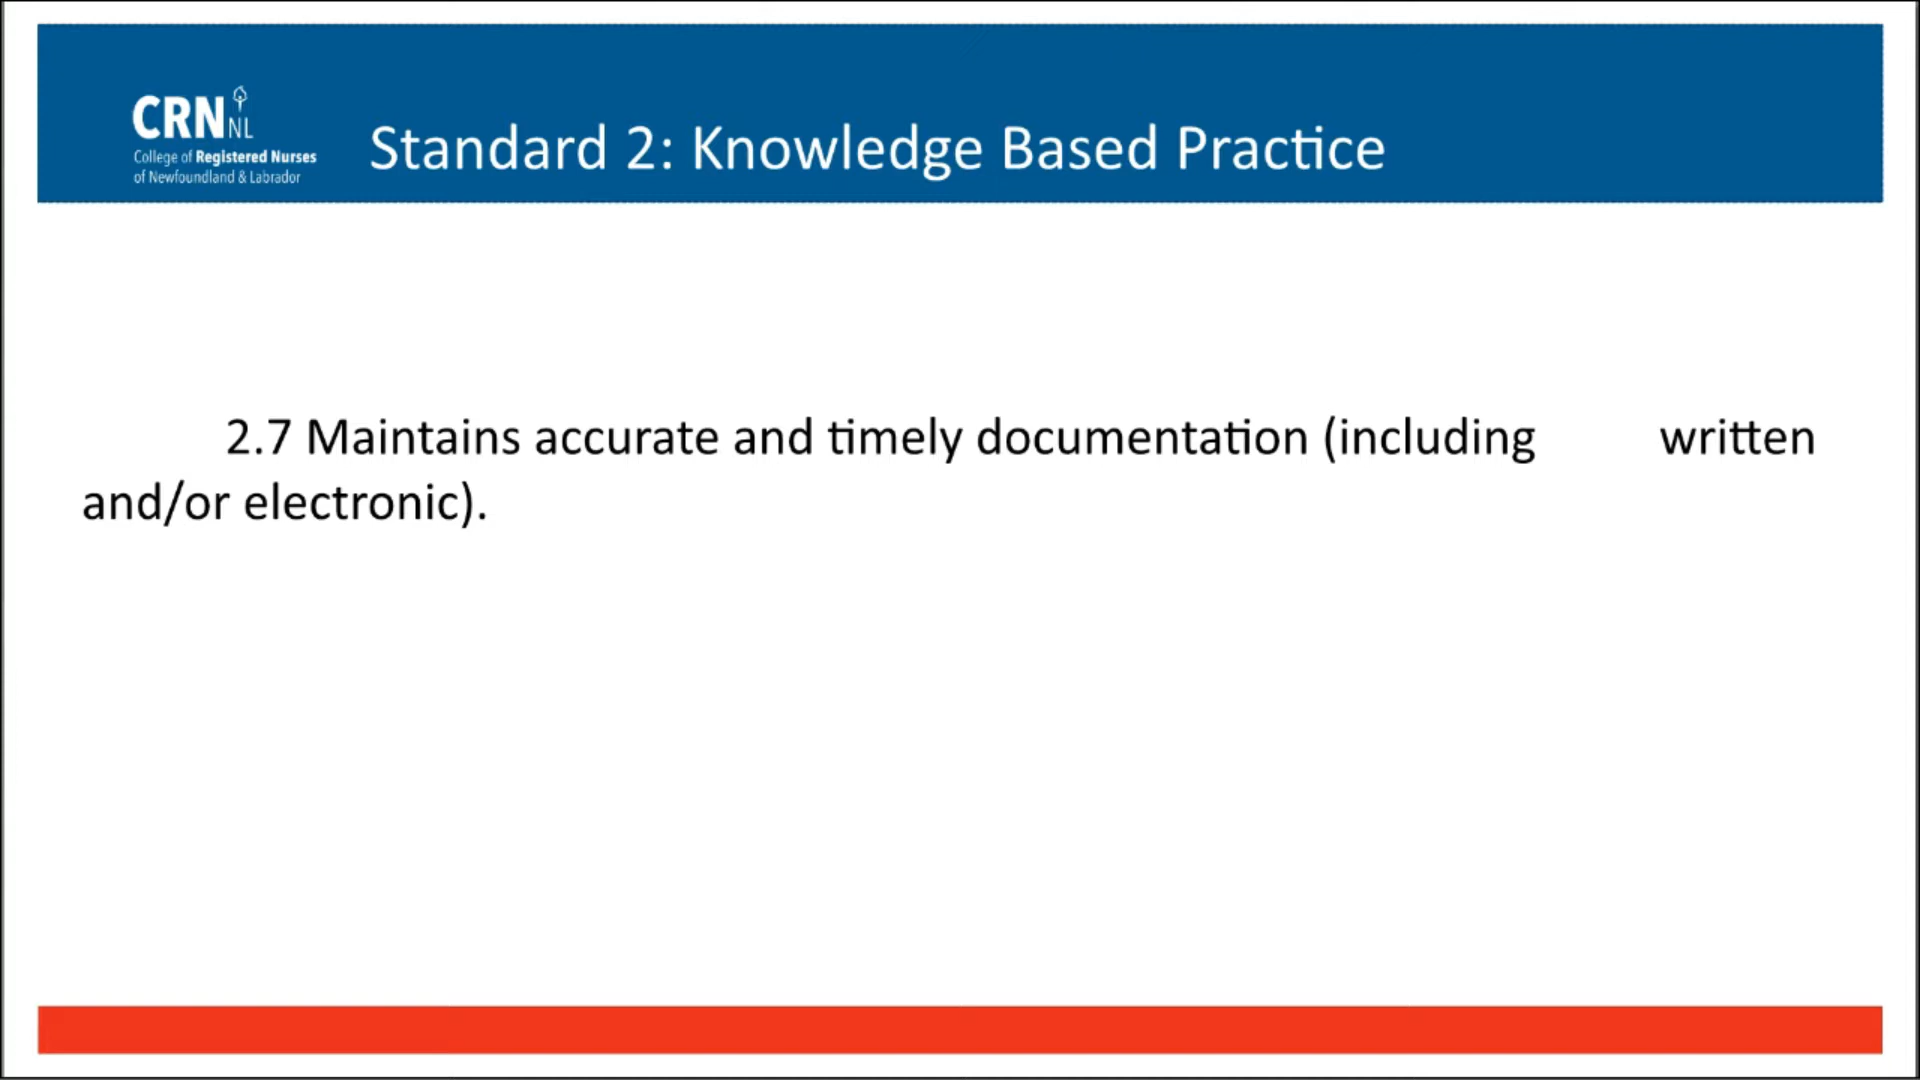 CRN NL
College of Registered Nurses
of Newfoundland & Labrador
Standard 2: Knowledge Based Practice
2.7 Maintains accurate and timely documentation (including written
and/or electronic).